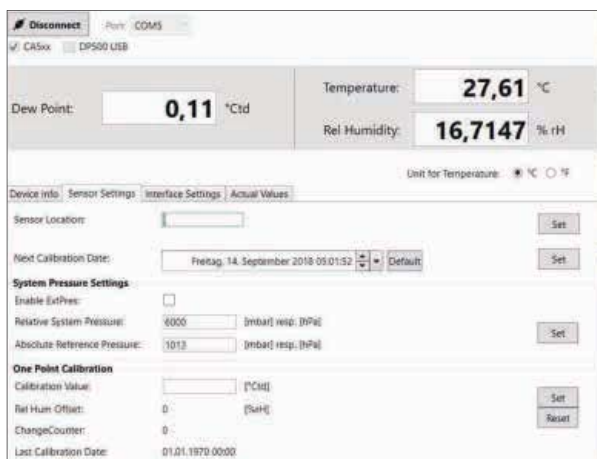 Disconnect Port: COM5
CA5xx DP500 USB
Dew Point: 0,11 °Ctd
Temperature: 27,61 °C
Rel Humidity: 16,7147 % rH
Unit for Temperature: °C °F
Device info Sensor Settings Interface Settings Actual Values
Sensor Location: Set
Next Calibration Date: Freitag, 14. September 2018 05:01:52 Default Set
System Pressure Settings
Enable ExtPres:
Relative System Pressure: 6000 [mbar] resp. [hPa]
Set
Absolute Reference Pressure: 1013 [mbar] resp. [hPa]
One Point Calibration
Calibration Value: [°Ctd]
Set
Rel Hum Offset: 0 [%rH]
Reset
ChangeCounter: 0
Last Calibration Date: 01.01.1970 00:00